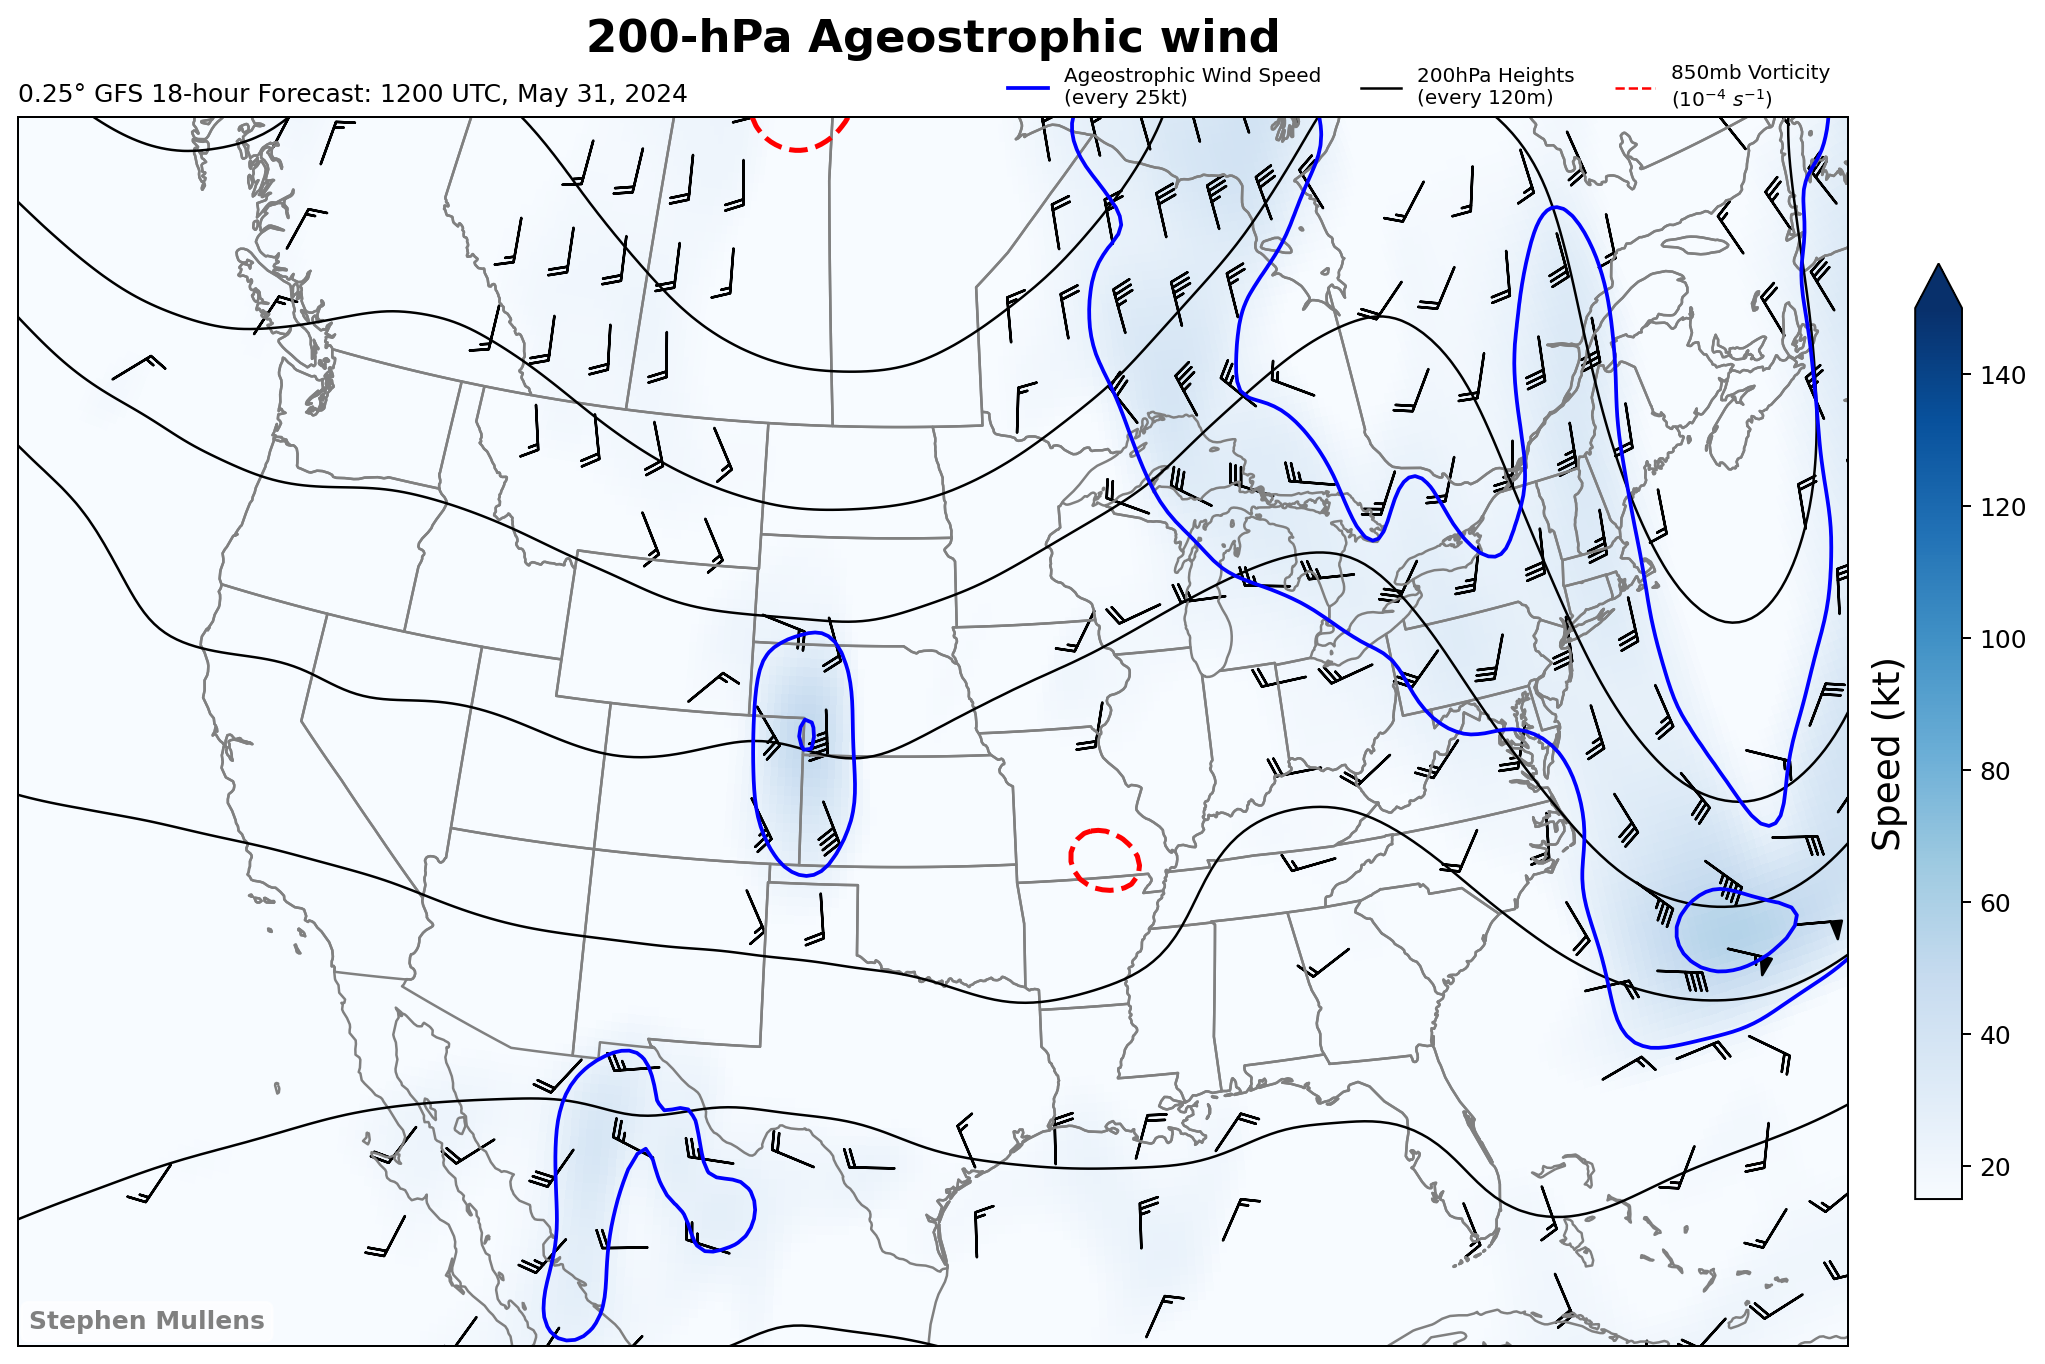 200-hPa Ageostrophic wind
0.25° GFS 18-hour Forecast: 1200 UTC, May 31, 2024
Ageostrophic Wind Speed
(every 25kt)
200hPa Heights
(every 120m)
850mb Vorticity
(10⁻⁴ s⁻¹)
140
120
100
80
60
40
20
Speed (kt)
Stephen Mullens